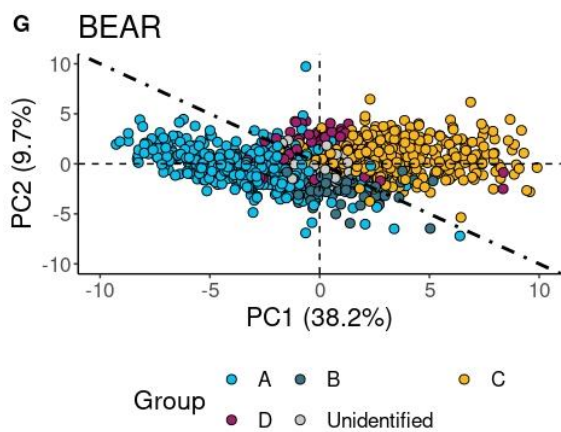 G BEAR
10
5
0
-5
-10
PC2 (9.7%)
-10 -5 0 5 10
PC1 (38.2%)
Group
A B C
D Unidentified